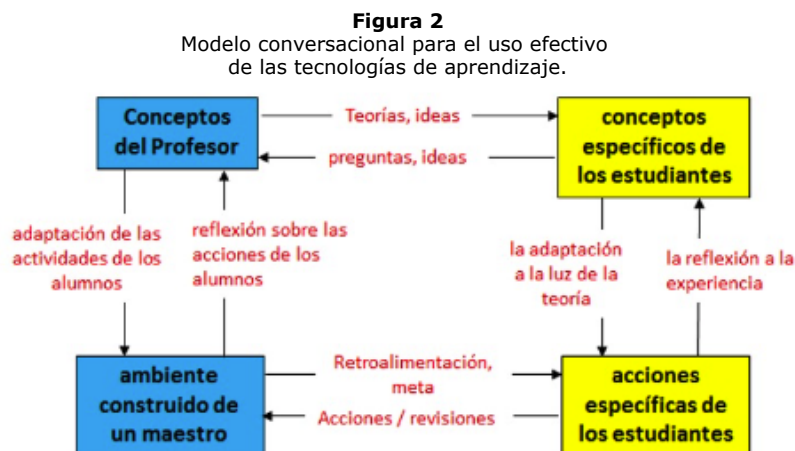 Figura 2
Modelo conversacional para el uso efectivo
de las tecnologías de aprendizaje.
Conceptos
del Profesor
Teorías, ideas
preguntas, ideas
conceptos
específicos de
los estudiantes
adaptación de las
actividades de los
alumnos
reflexión sobre las
acciones de los
alumnos
la adaptación
a la luz de la
teoría
la reflexión a la
experiencia
ambiente
construido de
un maestro
Retroalimentación,
meta
Acciones / revisiones
acciones
específicas de
los estudiantes